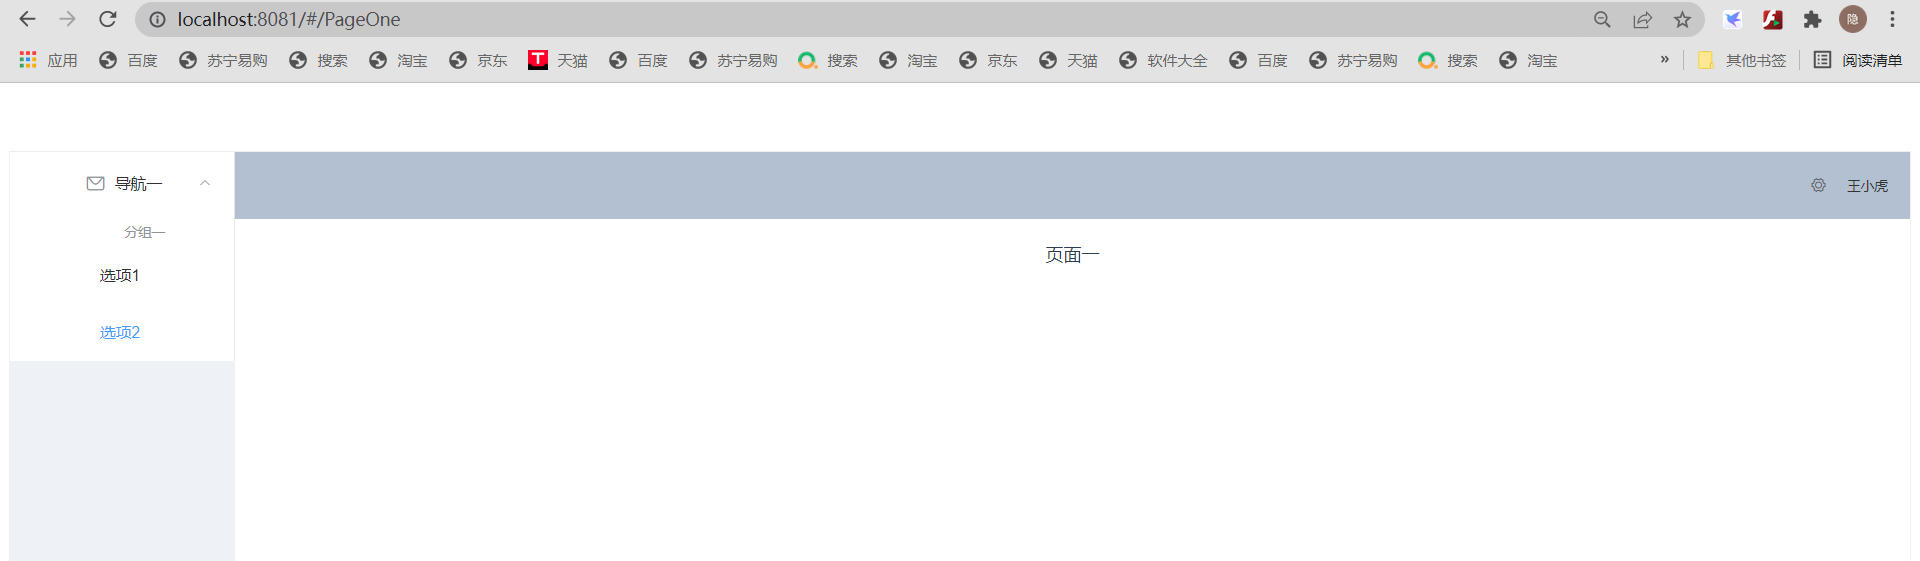 localhost:8081/#/PageOne
隐
应用 百度 苏宁易购 搜索 淘宝 京东 天猫 百度 苏宁易购 搜索 淘宝 京东 天猫 软件大全 百度 苏宁易购 搜索 淘宝 » 其他书签 阅读清单
导航一
王小虎
分组一
页面一
选项1
选项2